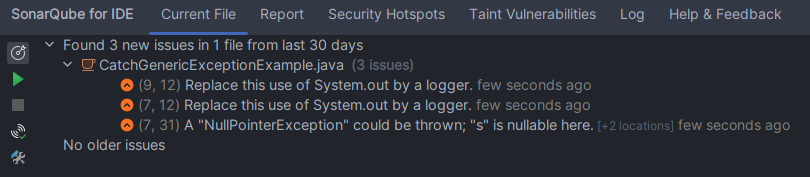 SonarQube for IDE Current File Report Security Hotspots Taint Vulnerabilities Log Help & Feedback
Found 3 new issues in 1 file from last 30 days
CatchGenericExceptionExample.java (3 issues)
(9, 12) Replace this use of System.out by a logger. few seconds ago
(7, 12) Replace this use of System.out by a logger. few seconds ago
(7, 31) A "NullPointerException" could be thrown; "s" is nullable here. [+2 locations] few seconds ago
No older issues